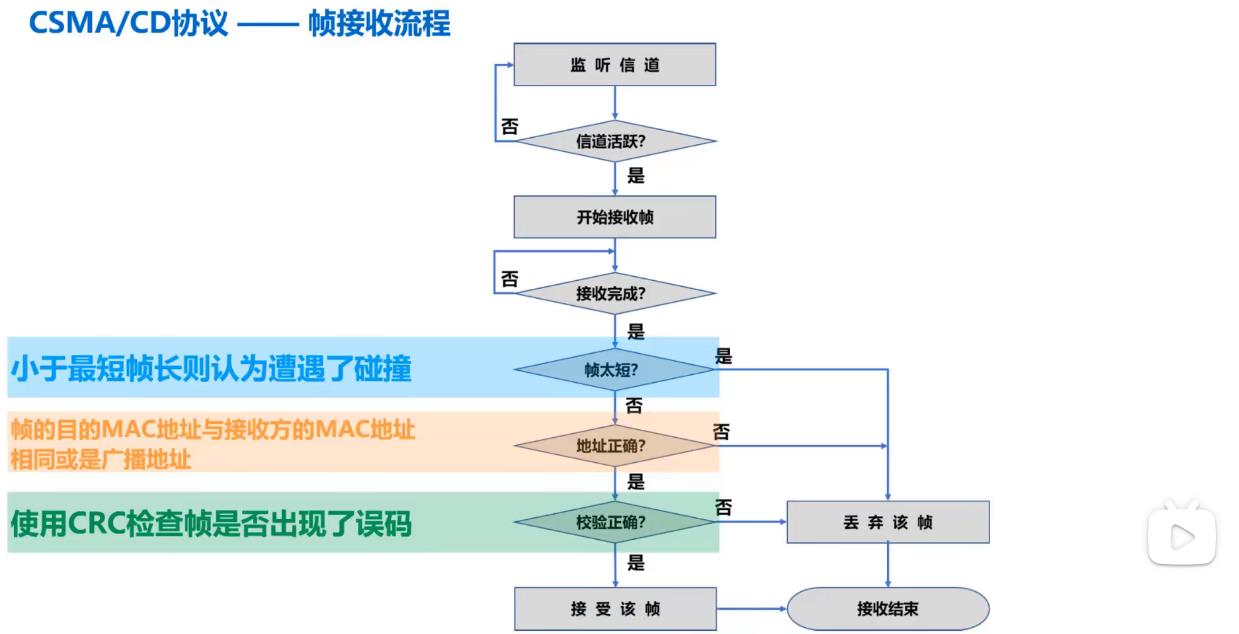 CSMA/CD协议 —— 帧接收流程
监听信道
否
信道活跃?
是
开始接收帧
否
接收完成?
是
小于最短帧长则认为遭遇了碰撞
帧太短?
是
否
帧的目的MAC地址与接收方的MAC地址
相同或是广播地址
地址正确?
否
是
使用CRC检查帧是否出现了误码
校验正确?
否
丢弃该帧
是
接受该帧
接收结束